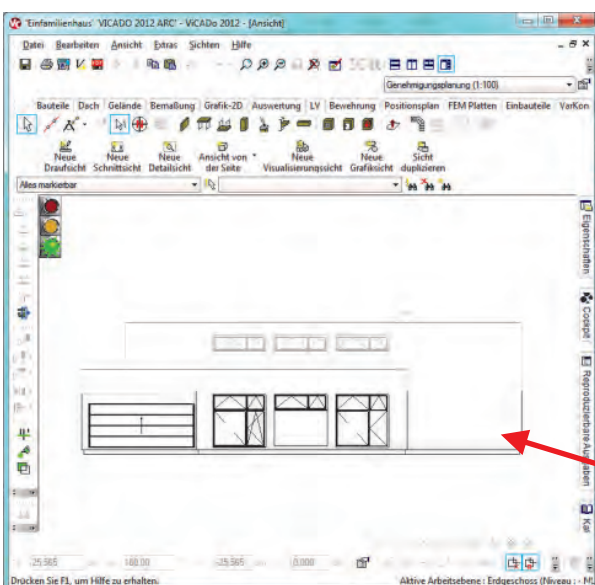 'Einfamilienhaus' VICADO 2012 ARC' - ViCADo 2012 - [Ansicht]
Datei Bearbeiten Ansicht Extras Sichten Hilfe
Genehmigungsplanung (1:100)
Bauteile Dach Gelände Bemaßung Grafik-2D Auswertung LV Bewehrung Positionsplan FEM Platten Einbauteile VarKon
Neue Draufsicht
Neue Schnittsicht
Neue Detailsicht
Ansicht von der Seite
Neue Visualisierungssicht
Neue Grafiksicht
Sicht duplizieren
Alles markierbar
Eigenschaften
Cockpit
Reproduzierbare Ausgaben
Kal
25.565 100.00 -25.565 0.000
Drücken Sie F1, um Hilfe zu erhalten.
Aktive Arbeitsebene: Erdgeschoss (Niveau: -